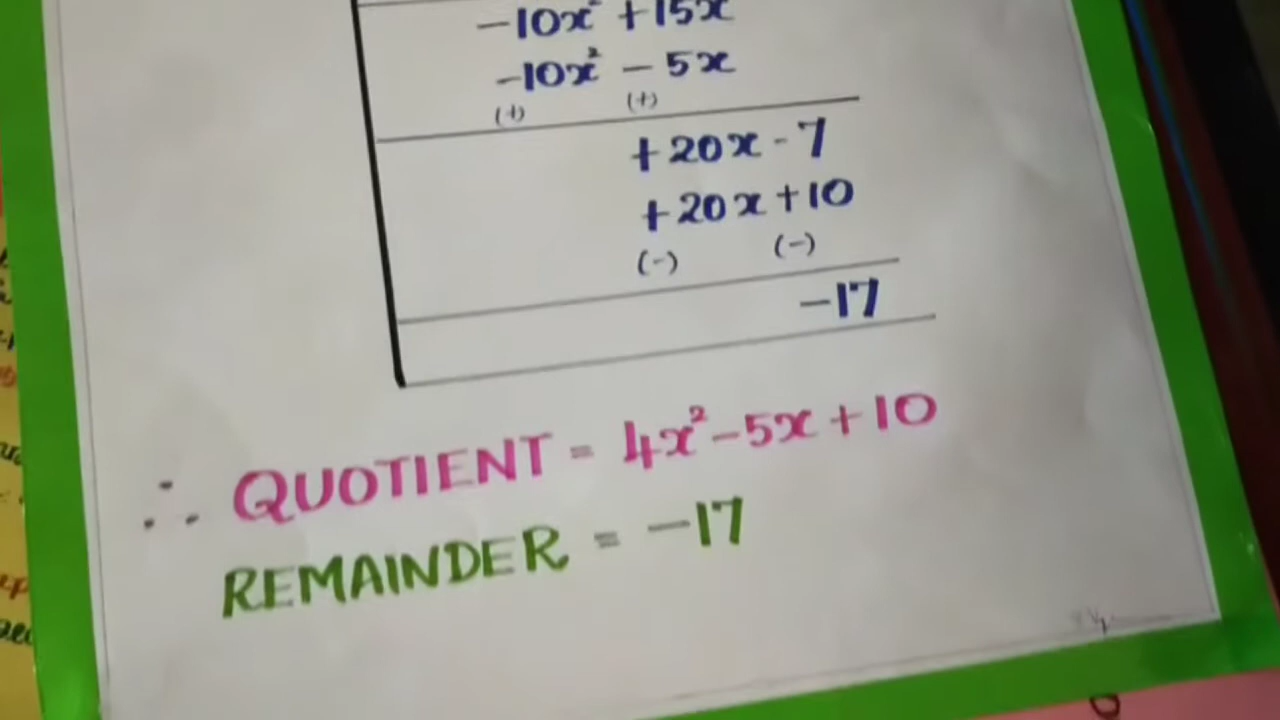 -10x² +15x
-10x² - 5x
(+) (+)
+20x - 7
+20x +10
(-) (-)
-17
∴ QUOTIENT = 4x²-5x+10
REMAINDER = -17